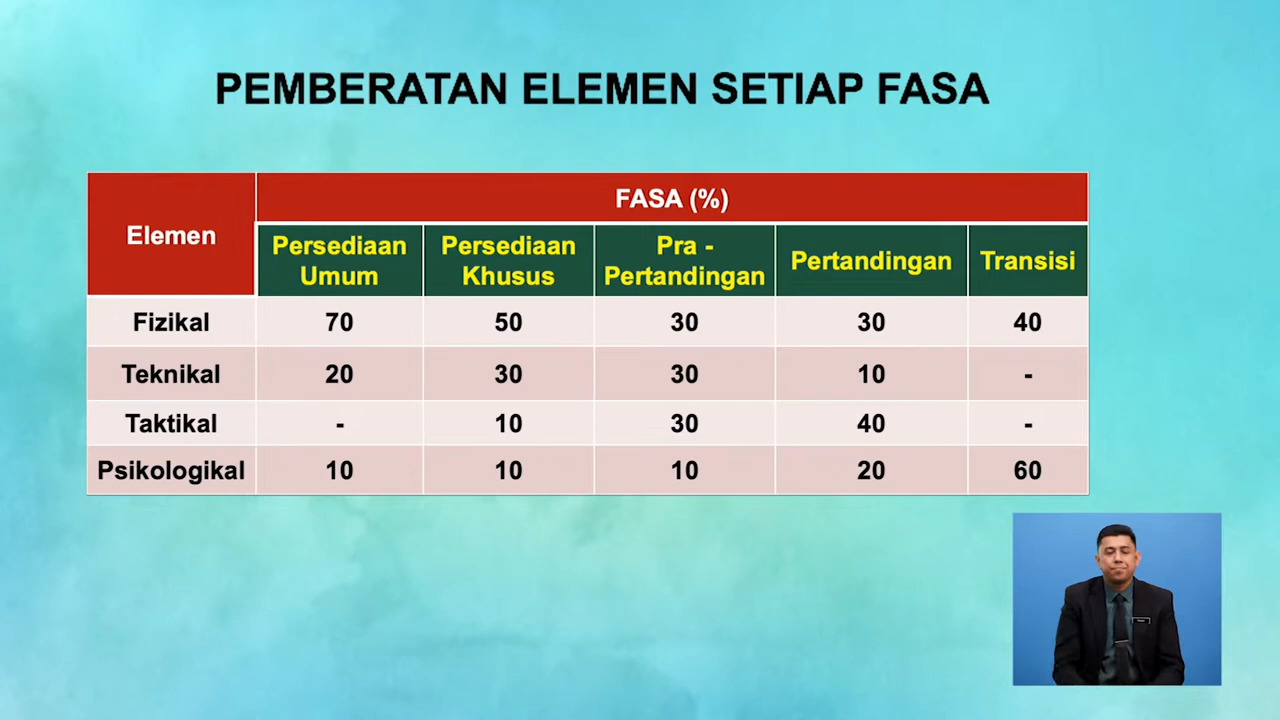 PEMBERATAN ELEMEN SETIAP FASA
Elemen
FASA (%)
Persediaan Umum
Persediaan Khusus
Pra - Pertandingan
Pertandingan
Transisi
Fizikal 70 50 30 30 40
Teknikal 20 30 30 10 -
Taktikal - 10 30 40 -
Psikologikal 10 10 10 20 60